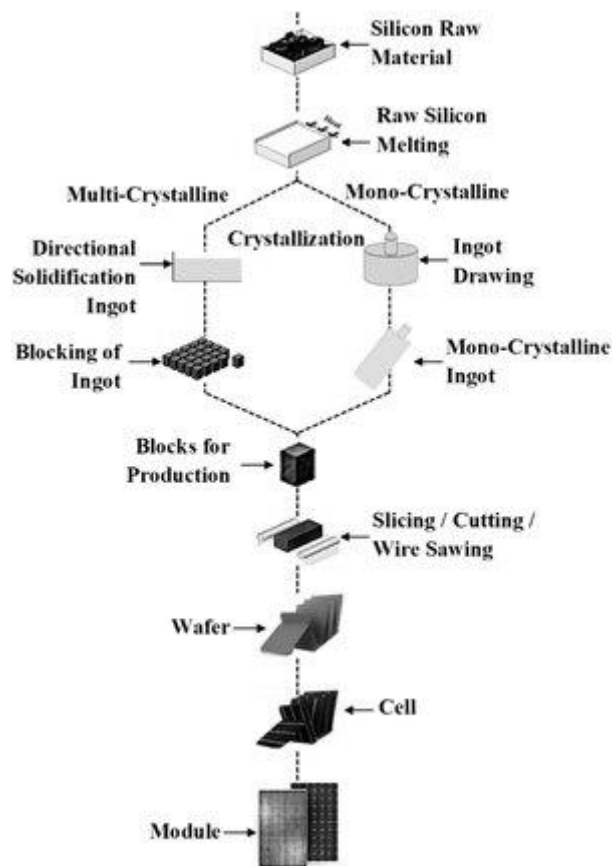 Silicon Raw
Material
Raw Silicon
Melting
Multi-Crystalline
Mono-Crystalline
Crystallization
Directional
Solidification
Ingot
Ingot
Drawing
Blocking of
Ingot
Mono-Crystalline
Ingot
Blocks for
Production
Slicing / Cutting /
Wire Sawing
Wafer
Cell
Module